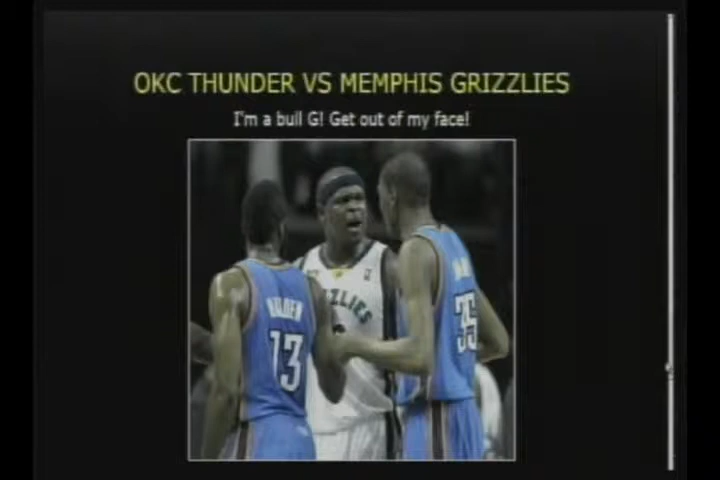 OKC THUNDER VS MEMPHIS GRIZZLIES
I'm a bull G! Get out of my face!
13
35